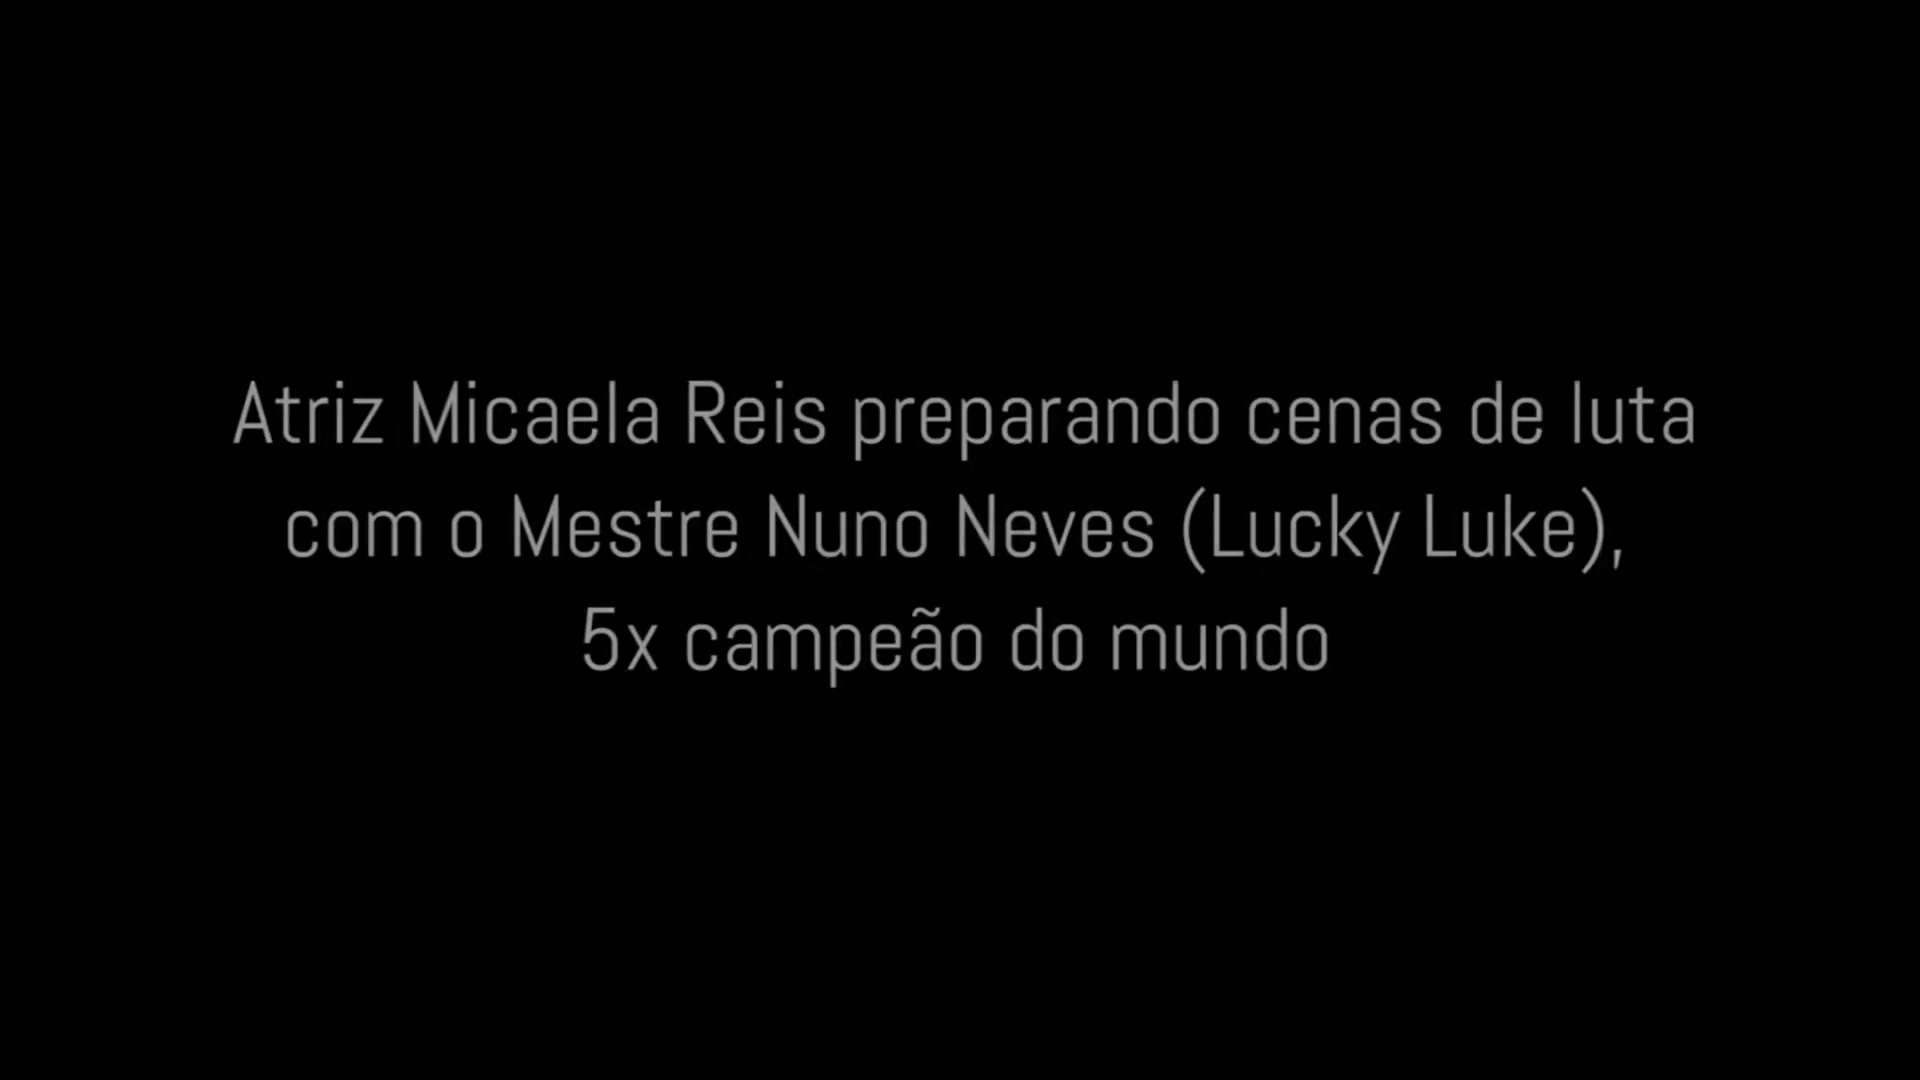 Atriz Micaela Reis preparando cenas de luta
com o Mestre Nuno Neves (Lucky Luke),
5x campeão do mundo